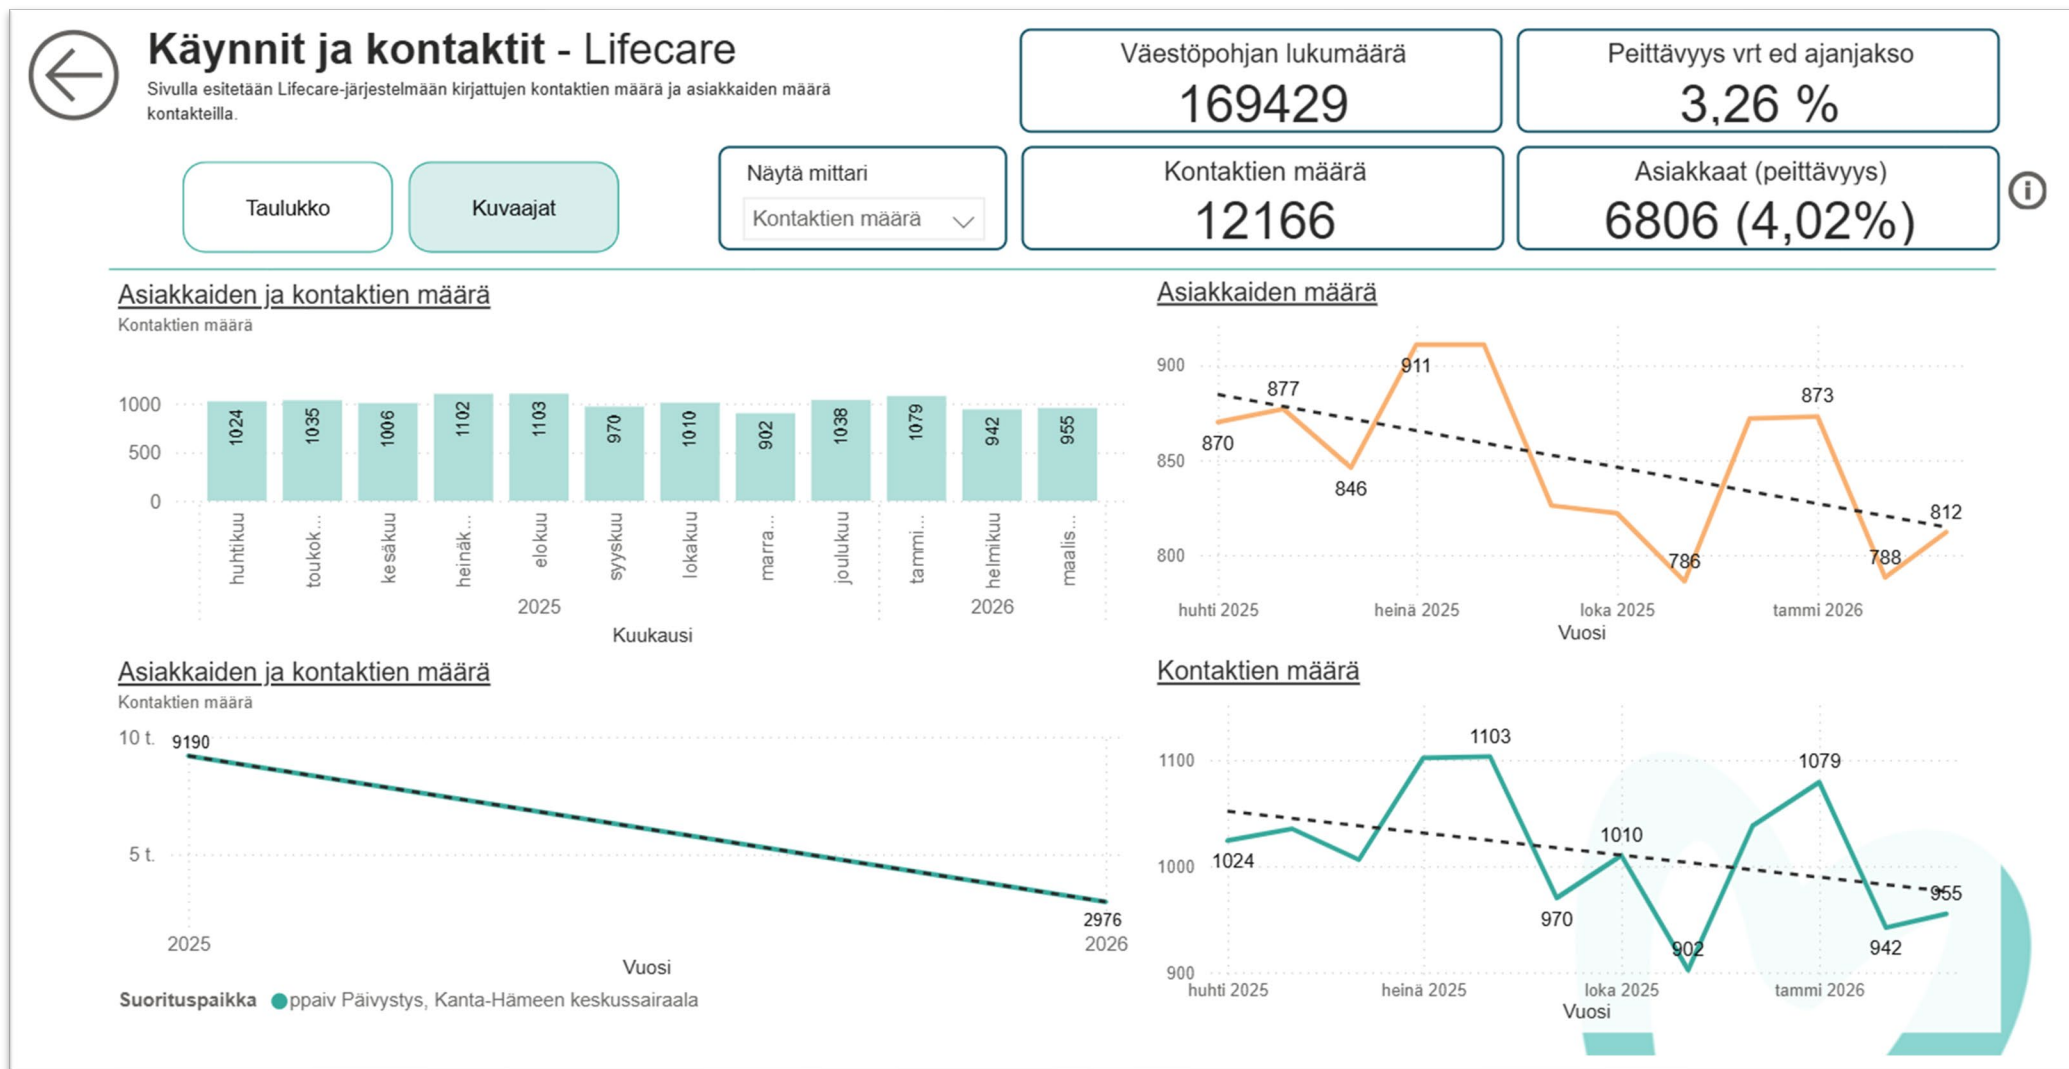 Käynnit ja kontaktit - Lifecare
Sivulla esitetään Lifecare-järjestelmään kirjattujen kontaktien määrä ja asiakkaiden määrä
kontakteilla.
Väestöpohjan lukumäärä
169429
Peittävyys vrt ed ajanjakso
3,26 %
Taulukko
Kuvaajat
Näytä mittari
Kontaktien määrä
Kontaktien määrä
12166
Asiakkaat (peittävyys)
6806 (4,02%)
Asiakkaiden ja kontaktien määrä
Kontaktien määrä
1000
500
0
1024
1035
1006
1102
1103
970
1010
902
1038
1079
942
955
huhtikuu
toukok...
kesäkuu
heinäk...
elokuu
syyskuu
lokakuu
marra...
joulukuu
tammi...
helmikuu
maalis...
2025
2026
Kuukausi
Asiakkaiden määrä
900
850
800
870
877
846
911
786
873
788
812
huhti 2025
heinä 2025
loka 2025
tammi 2026
Vuosi
Asiakkaiden ja kontaktien määrä
Kontaktien määrä
10 t.
5 t.
9190
2976
2025
2026
Vuosi
Suorituspaikka ppaiv Päivystys, Kanta-Hämeen keskussairaala
Kontaktien määrä
1100
1000
900
1024
1103
970
1010
902
1079
942
955
huhti 2025
heinä 2025
loka 2025
tammi 2026
Vuosi